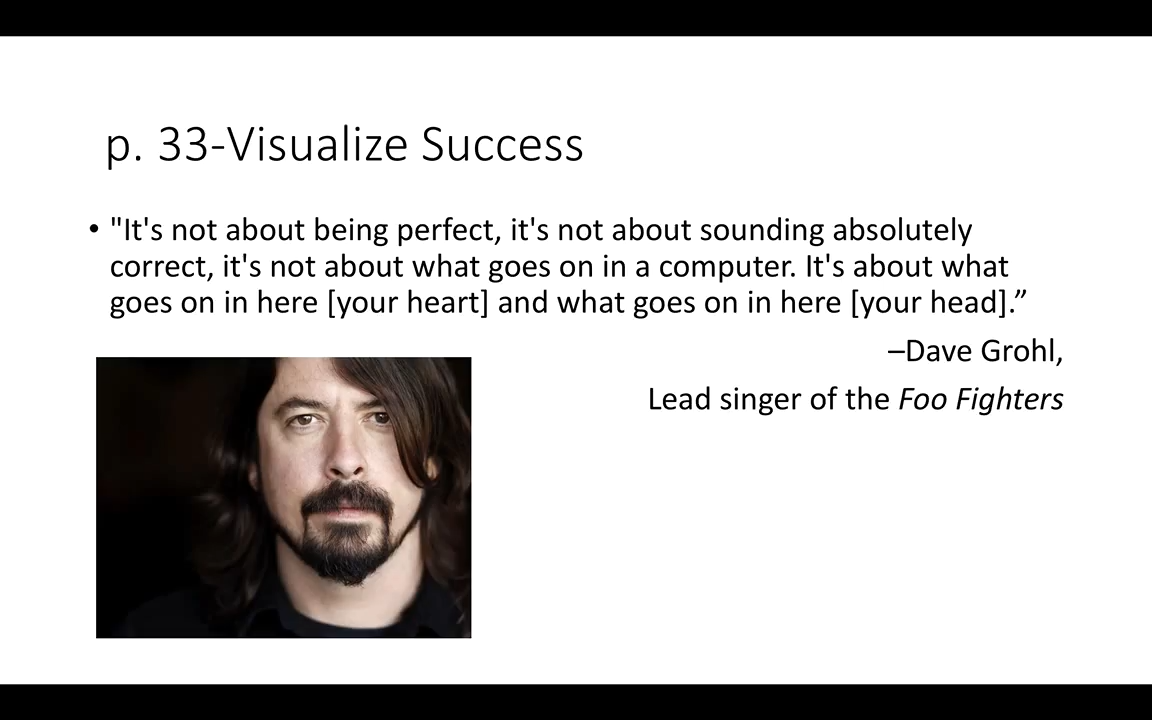 p. 33-Visualize Success
• "It's not about being perfect, it's not about sounding absolutely
correct, it's not about what goes on in a computer. It's about what
goes on in here [your heart] and what goes on in here [your head].”
–Dave Grohl,
Lead singer of the Foo Fighters